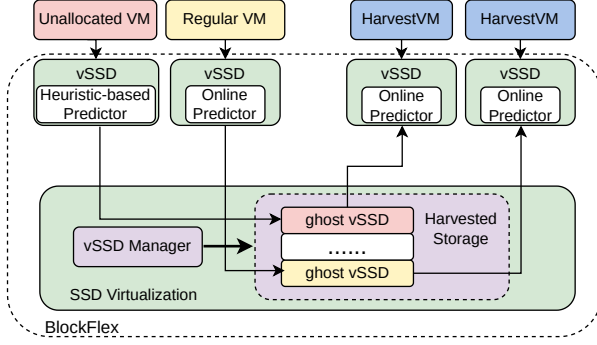 Unallocated VM
Regular VM
HarvestVM
HarvestVM
vSSD
Heuristic-based
Predictor
vSSD
Online
Predictor
vSSD
Online
Predictor
vSSD
Online
Predictor
vSSD Manager
ghost vSSD
......
ghost vSSD
Harvested
Storage
SSD Virtualization
BlockFlex